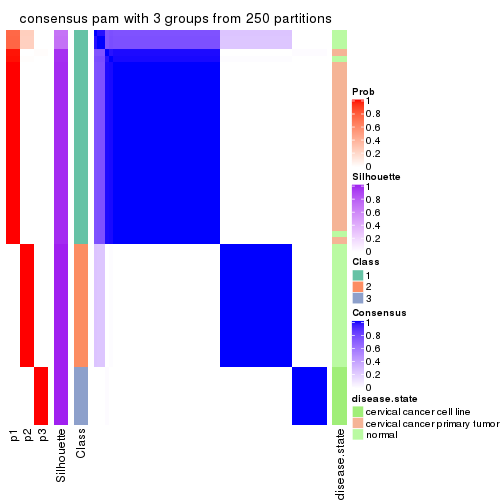 consensus pam with 3 groups from 250 partitions
Prob
1
0.8
0.6
0.4
0.2
0
Silhouette
1
0.8
0.6
0.4
0.2
0
Class
1
2
3
Consensus
1
0.8
0.6
0.4
0.2
0
disease.state
cervical cancer cell line
cervical cancer primary tumor
normal
p1
p2
p3
Silhouette
Class
disease.state